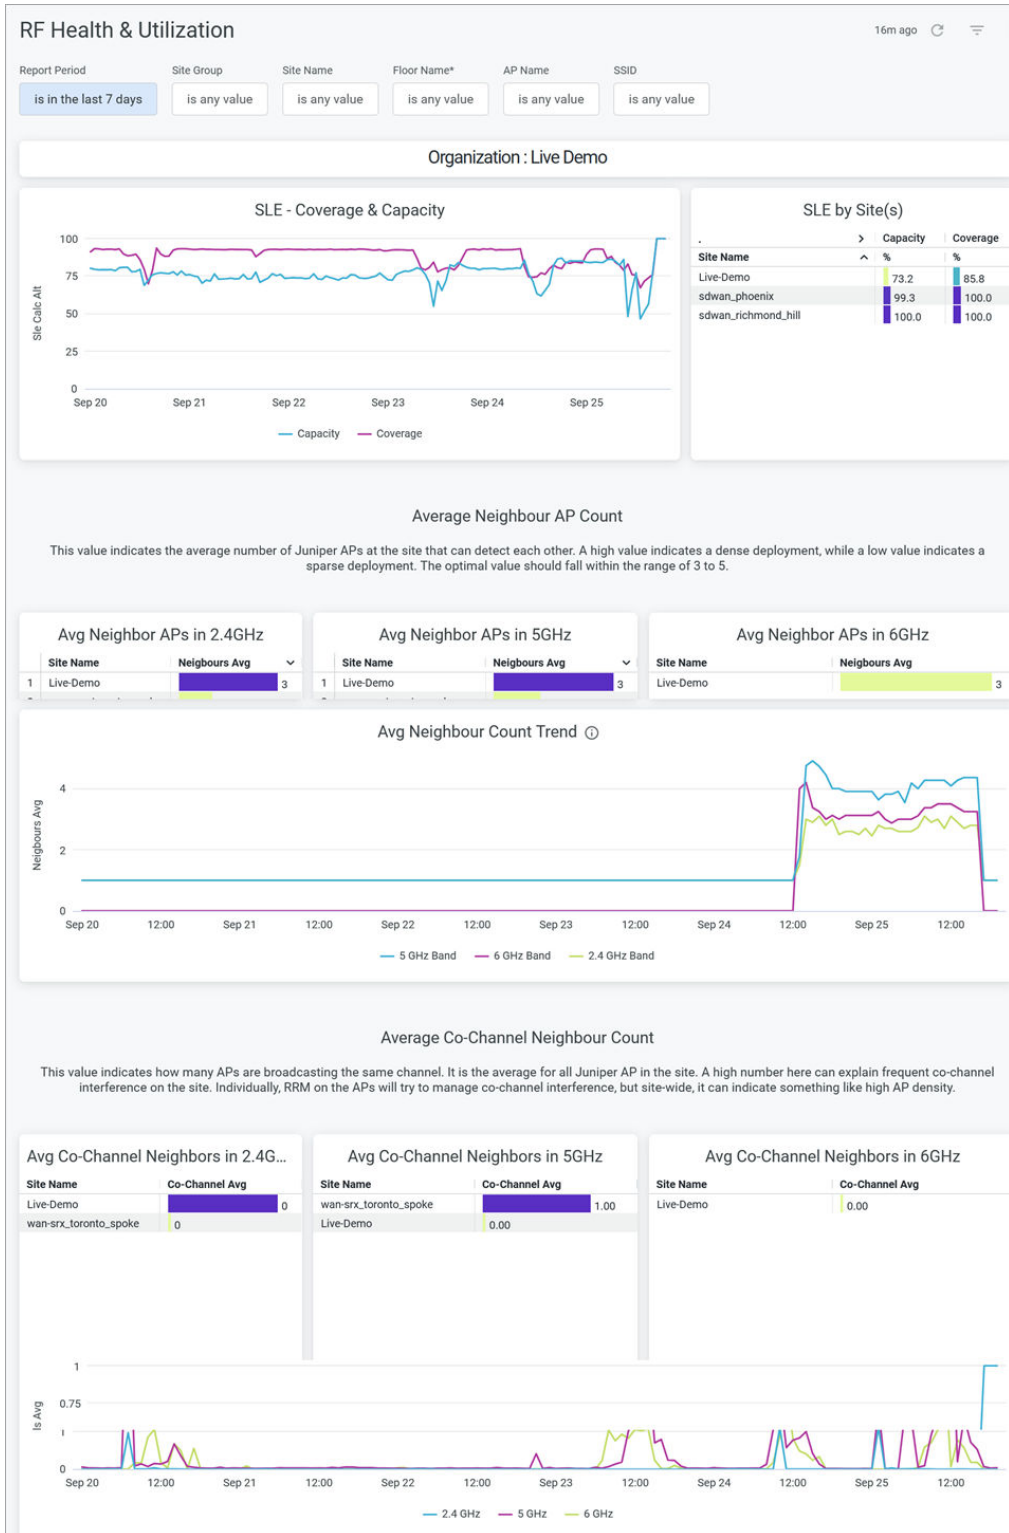 RF Health & Utilization
16m ago
Report Period Site Group Site Name Floor Name* AP Name SSID
is in the last 7 days is any value is any value is any value is any value is any value
Organization : Live Demo
SLE - Coverage & Capacity
100
75
50
25
0
Sle Calc Alt
Sep 20 Sep 21 Sep 22 Sep 23 Sep 24 Sep 25
Capacity Coverage
SLE by Site(s)
. Capacity Coverage
Site Name % %
Live-Demo 73.2 85.8
sdwan_phoenix 99.3 100.0
sdwan_richmond_hill 100.0 100.0
Average Neighbour AP Count
This value indicates the average number of Juniper APs at the site that can detect each other. A high value indicates a dense deployment, while a low value indicates a
sparse deployment. The optimal value should fall within the range of 3 to 5.
Avg Neighbor APs in 2.4GHz
Site Name Neigbours Avg
1 Live-Demo 3
Avg Neighbor APs in 5GHz
Site Name Neigbours Avg
1 Live-Demo 3
Avg Neighbor APs in 6GHz
Site Name Neigbours Avg
Live-Demo 3
Avg Neighbour Count Trend
4
2
0
Neigbours Avg
Sep 20 12:00 Sep 21 12:00 Sep 22 12:00 Sep 23 12:00 Sep 24 12:00 Sep 25 12:00
5 GHz Band 6 GHz Band 2.4 GHz Band
Average Co-Channel Neighbour Count
This value indicates how many APs are broadcasting the same channel. It is the average for all Juniper AP in the site. A high number here can explain frequent co-channel
interference on the site. Individually, RRM on the APs will try to manage co-channel interference, but site-wide, it can indicate something like high AP density.
Avg Co-Channel Neighbors in 2.4G...
Site Name Co-Channel Avg
Live-Demo 0
wan-srx_toronto_spoke 0
Avg Co-Channel Neighbors in 5GHz
Site Name Co-Channel Avg
wan-srx_toronto_spoke 1.00
Live-Demo 0.00
Avg Co-Channel Neighbors in 6GHz
Site Name Co-Channel Avg
Live-Demo 0.00
1
0.75
0
ls Avg
Sep 20 12:00 Sep 21 12:00 Sep 22 12:00 Sep 23 12:00 Sep 24 12:00 Sep 25 12:00
2.4 GHz 5 GHz 6 GHz